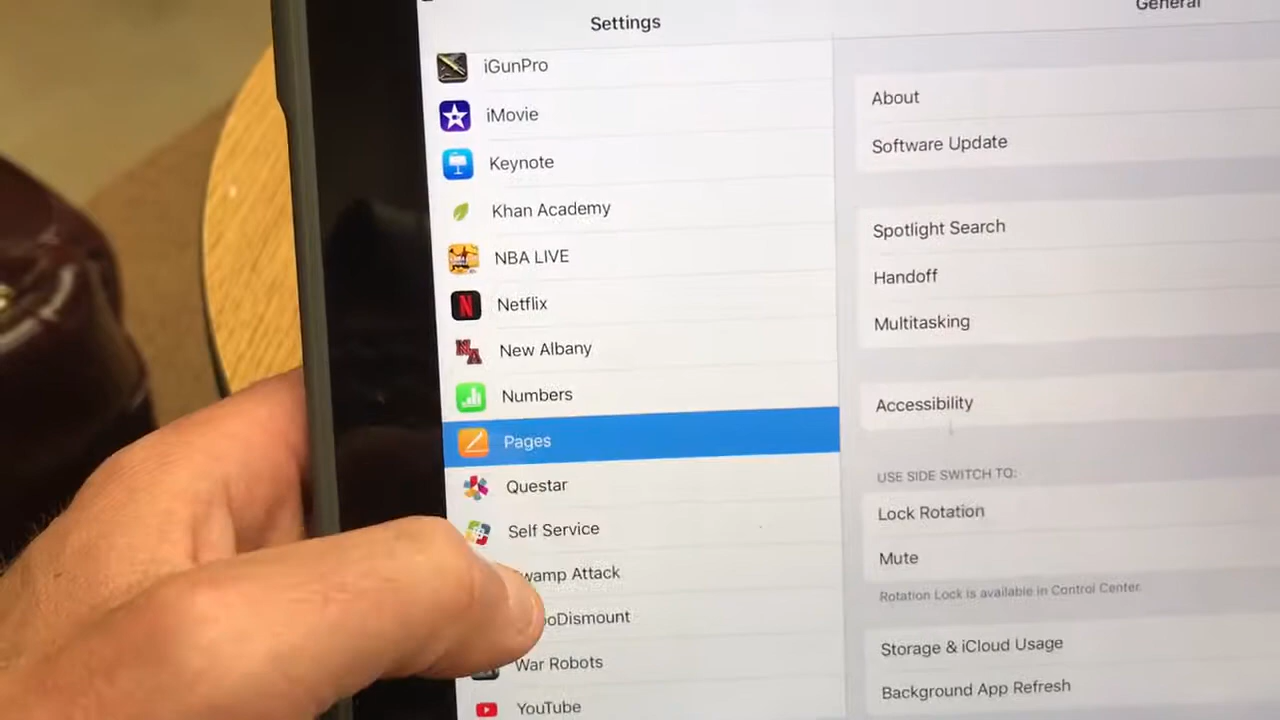 Settings
iGunPro
iMovie
Keynote
Khan Academy
NBA LIVE
Netflix
New Albany
Numbers
Pages
Questar
Self Service
wamp Attack
oDismount
War Robots
YouTube
General
About
Software Update
Spotlight Search
Handoff
Multitasking
Accessibility
USE SIDE SWITCH TO:
Lock Rotation
Mute
Rotation Lock is available in Control Center.
Storage & iCloud Usage
Background App Refresh